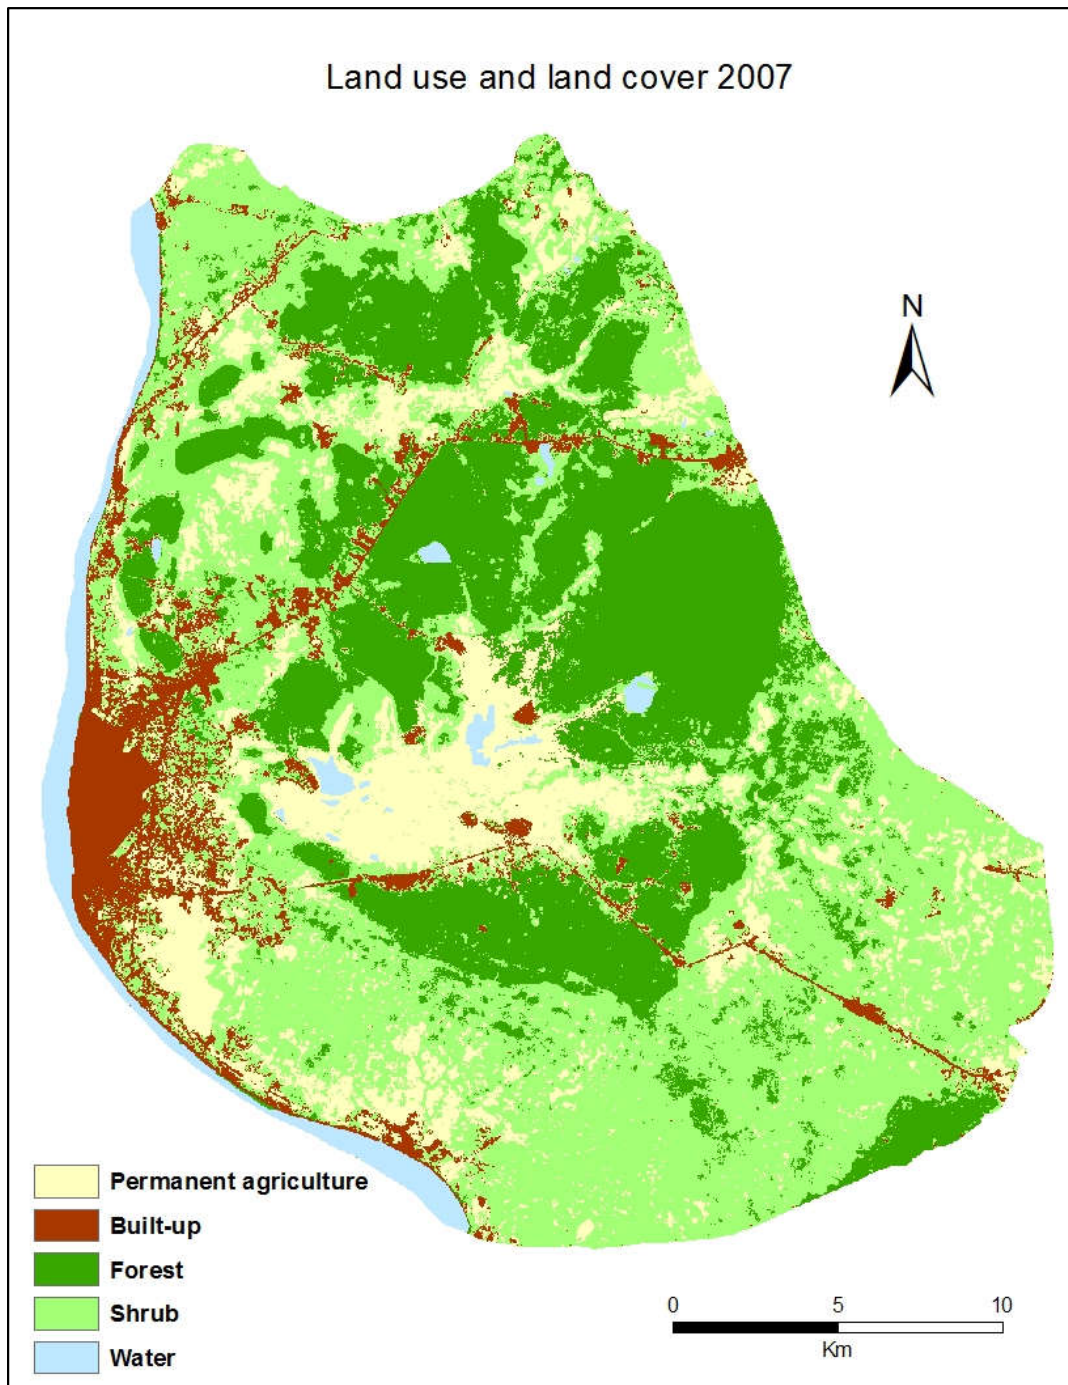 Land use and land cover 2007
N
Permanent agriculture
Built-up
Forest
Shrub
Water
0 5 10
Km